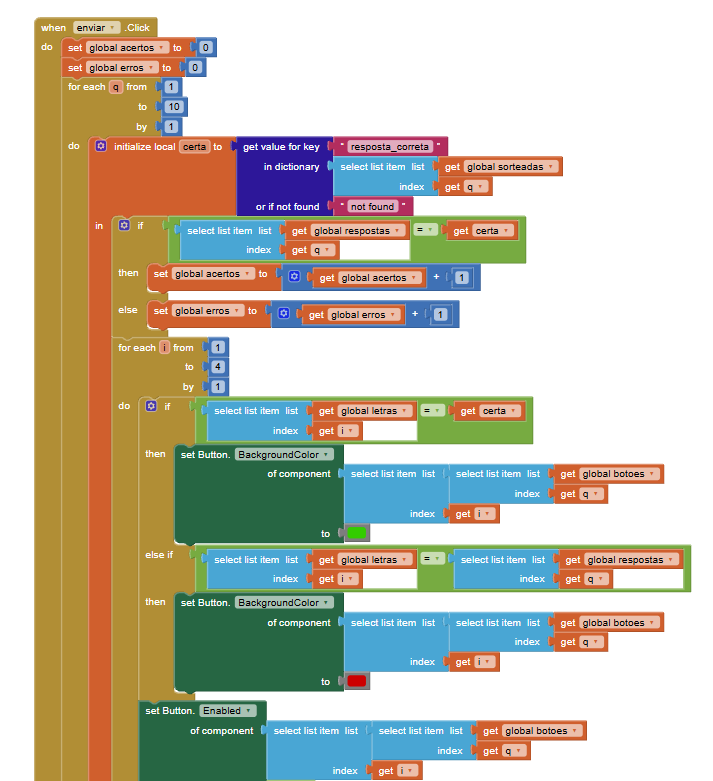 when enviar .Click
do set global acertos to 0
set global erros to 0
for each q from 1
to 10
by 1
do initialize local certa to get value for key " resposta_correta "
in dictionary select list item list get global sorteadas
index get q
or if not found " not found "
in if select list item list get global respostas = get certa
index get q
then set global acertos to get global acertos + 1
else set global erros to get global erros + 1
for each i from 1
to 4
by 1
do if select list item list get global letras = get certa
index get i
then set Button. BackgroundColor
of component select list item list select list item list get global botoes
index get q
index get i
to
else if select list item list get global letras = select list item list get global respostas
index get i index get q
then set Button. BackgroundColor
of component select list item list select list item list get global botoes
index get q
index get i
to
set Button. Enabled
of component select list item list select list item list get global botoes
index get q
index get i